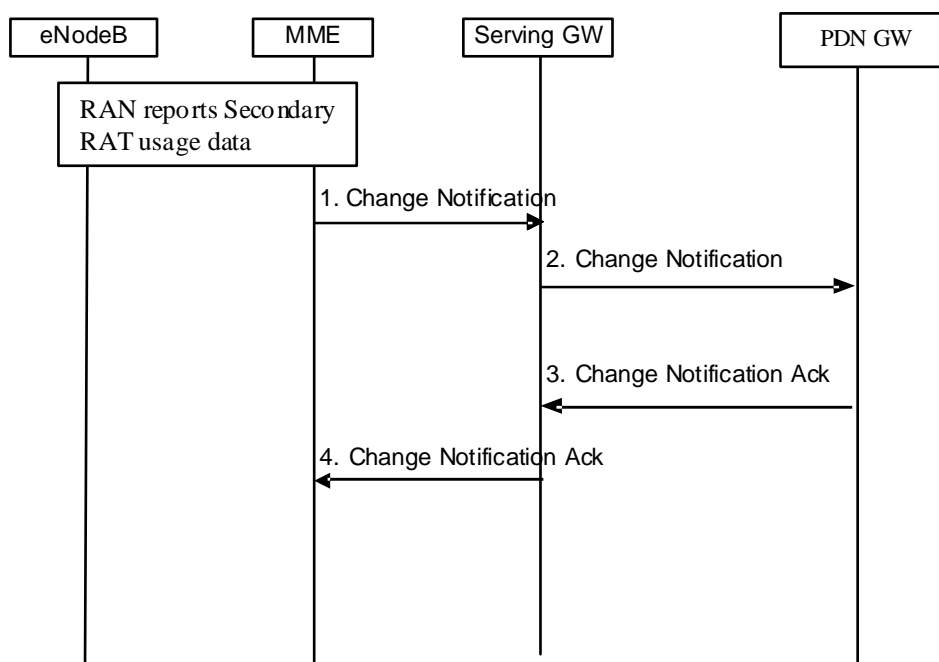 eNodeB
MME
Serving GW
PDN GW
RAN reports Secondary
RAT usage data
1. Change Notification
2. Change Notification
3. Change Notification Ack
4. Change Notification Ack